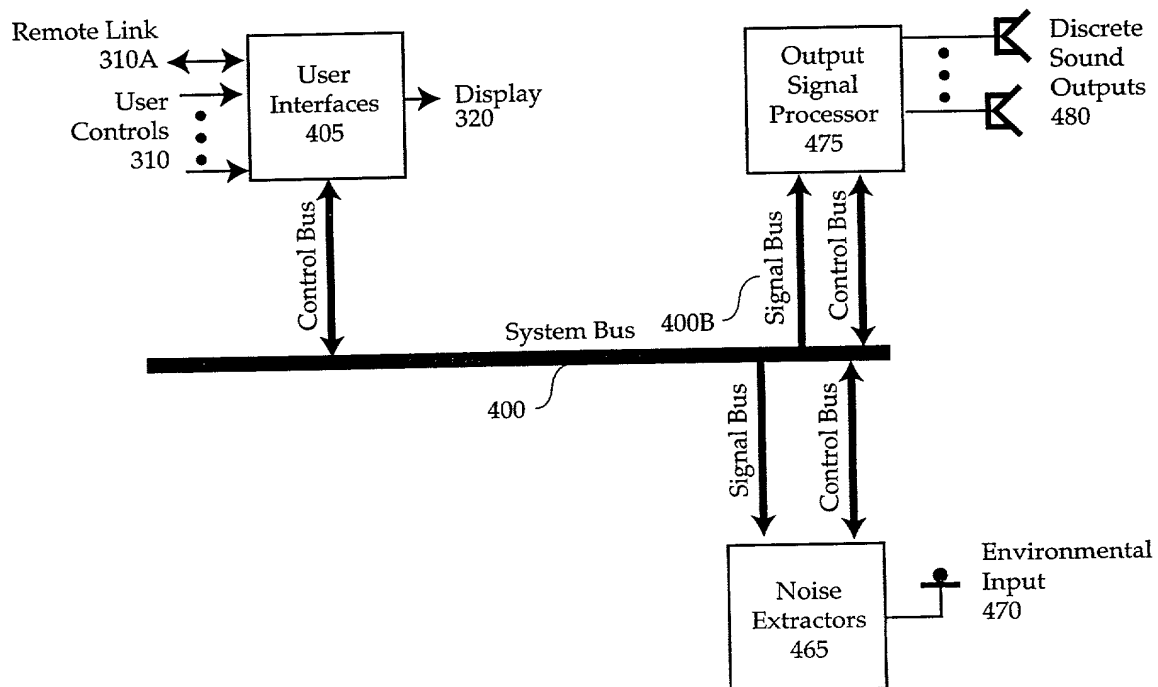 Remote Link
310A
User
Controls
310
User
Interfaces
405
Display
320
Output
Signal
Processor
475
Discrete
Sound
Outputs
480
Control Bus
Signal Bus
Control Bus
400B
System Bus
400
Signal Bus
Control Bus
Noise
Extractors
465
Environmental
Input
470